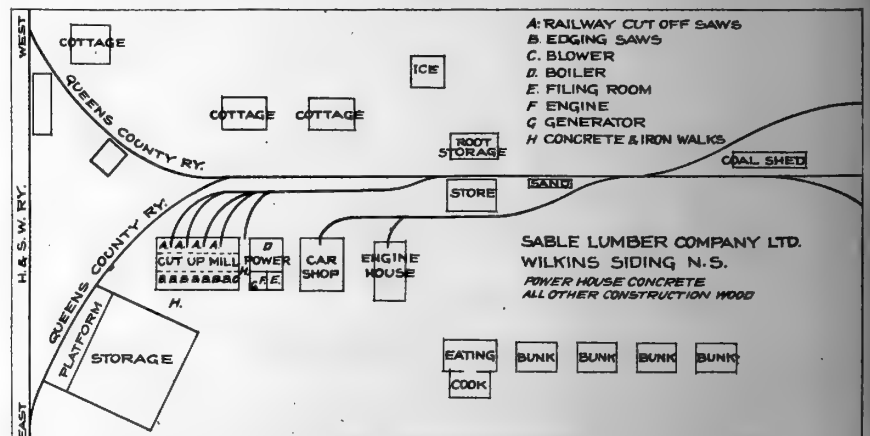 WEST
H. & S. W. RY.
EAST
COTTAGE
QUEENS COUNTY RY.
COTTAGE
COTTAGE
ICE
A: RAILWAY CUT OFF SAWS
B. EDGING SAWS
C. BLOWER
D. BOILER
E. FILING ROOM
F ENGINE
G GENERATOR
H CONCRETE & IRON WALKS
ROOT
STORAGE
COAL SHED
STORE
SAND
QUEENS COUNTY RY.
A. A. A. A.
CUT UP MILL
B. B. B. B. B. B. C
H.
H.
D
POWER
G. F. E.
CAR
SHOP
ENGINE
HOUSE
SABLE LUMBER COMPANY LTD.
WILKINS SIDING N.S.
POWER HOUSE CONCRETE
ALL OTHER CONSTRUCTION WOOD
PLATFORM
STORAGE
EATING
COOK
BUNK
BUNK
BUNK
BUNK